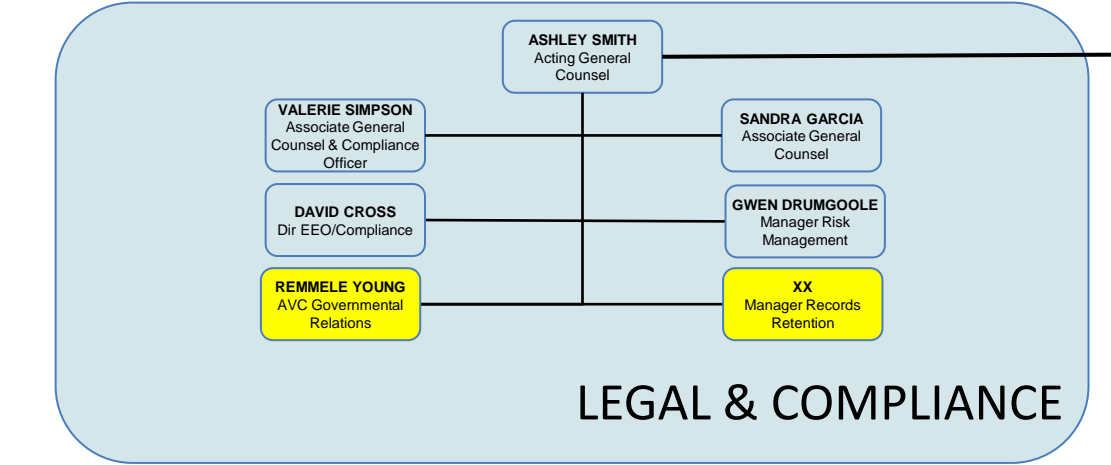 ASHLEY SMITH
Acting General
Counsel
VALERIE SIMPSON
Associate General
Counsel & Compliance
Officer
SANDRA GARCIA
Associate General
Counsel
DAVID CROSS
Dir EEO/Compliance
GWEN DRUMGOOLE
Manager Risk
Management
REMMELE YOUNG
AVC Governmental
Relations
XX
Manager Records
Retention
LEGAL & COMPLIANCE